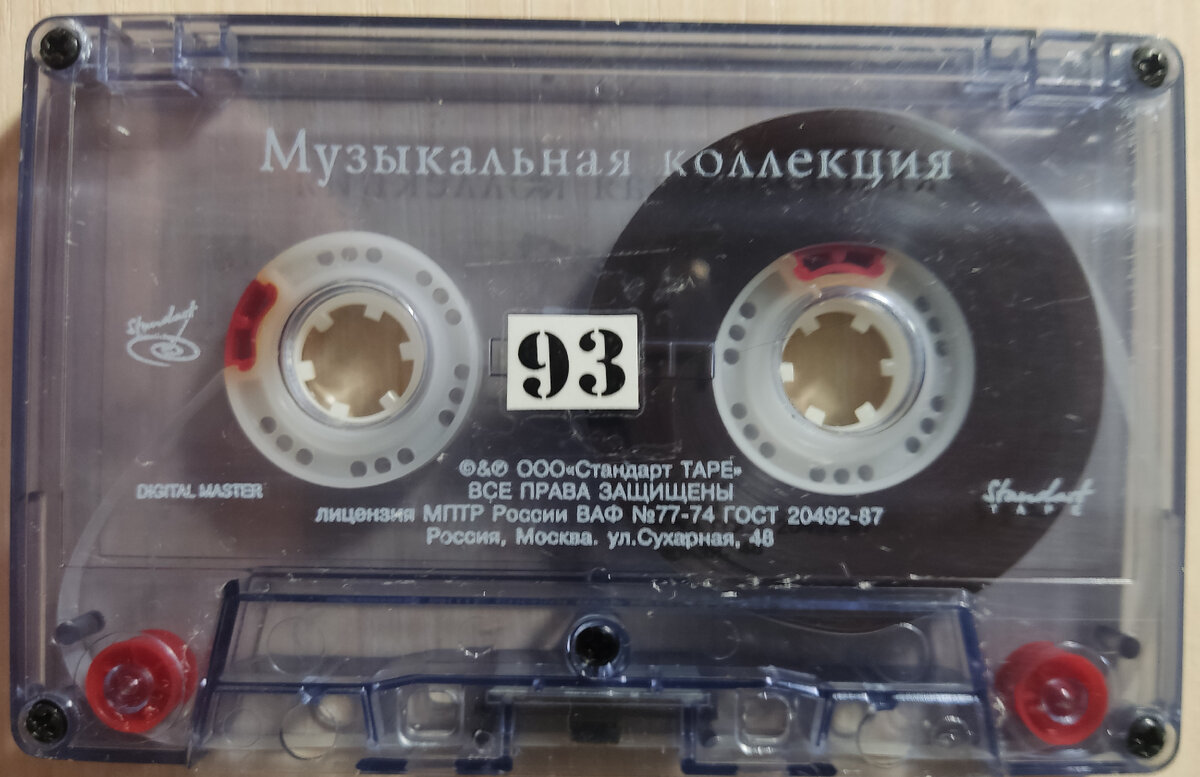 Музыкальная коллекция
Standart
93
©&℗ ООО«Стандарт TAPE»
DIGITAL MASTER
ВСЕ ПРАВА ЗАЩИЩЕНЫ
Standart
TAPE
лицензия МПТР России ВАФ №77-74 ГОСТ 20492-87
Россия, Москва. ул.Сухарная, 48